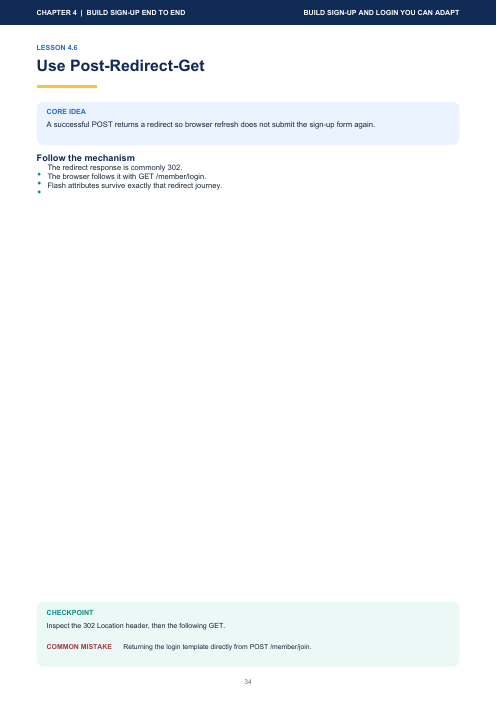 CHAPTER 4 | BUILD SIGN-UP END TO END
BUILD SIGN-UP AND LOGIN YOU CAN ADAPT
LESSON 4.6
Use Post-Redirect-Get
CORE IDEA
A successful POST returns a redirect so browser refresh does not submit the sign-up form again.
Follow the mechanism
The redirect response is commonly 302.
The browser follows it with GET /member/login.
Flash attributes survive exactly that redirect journey.
CHECKPOINT
Inspect the 302 Location header, then the following GET.
COMMON MISTAKE Returning the login template directly from POST /member/join.
34